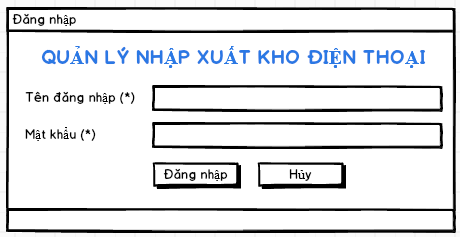 Đăng nhập
QUẢN LÝ NHẬP XUẤT KHO ĐIỆN THOẠI
Tên đăng nhập (*)
Mật khẩu (*)
Đăng nhập Hủy